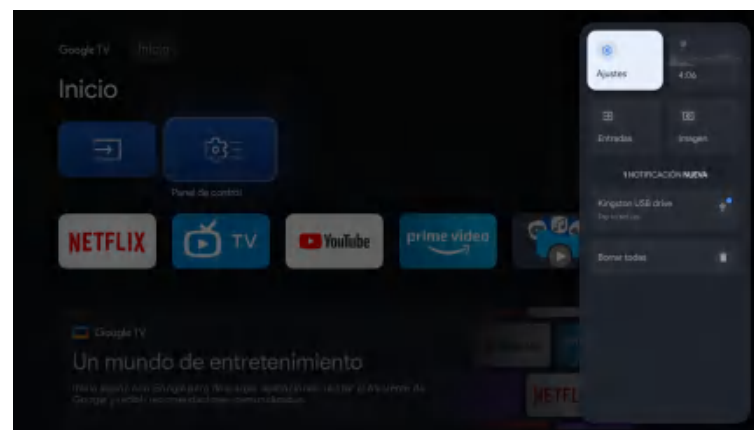 Google TV Inicio
Inicio
Panel de control
NETFLIX
TV
YouTube
prime video
Google TV
Un mundo de entretenimiento
NETFL
Ajustes
4:06
Entradas
Imagen
1 NOTIFICACIÓN NUEVA
Kingston USB drive
Borrar todas